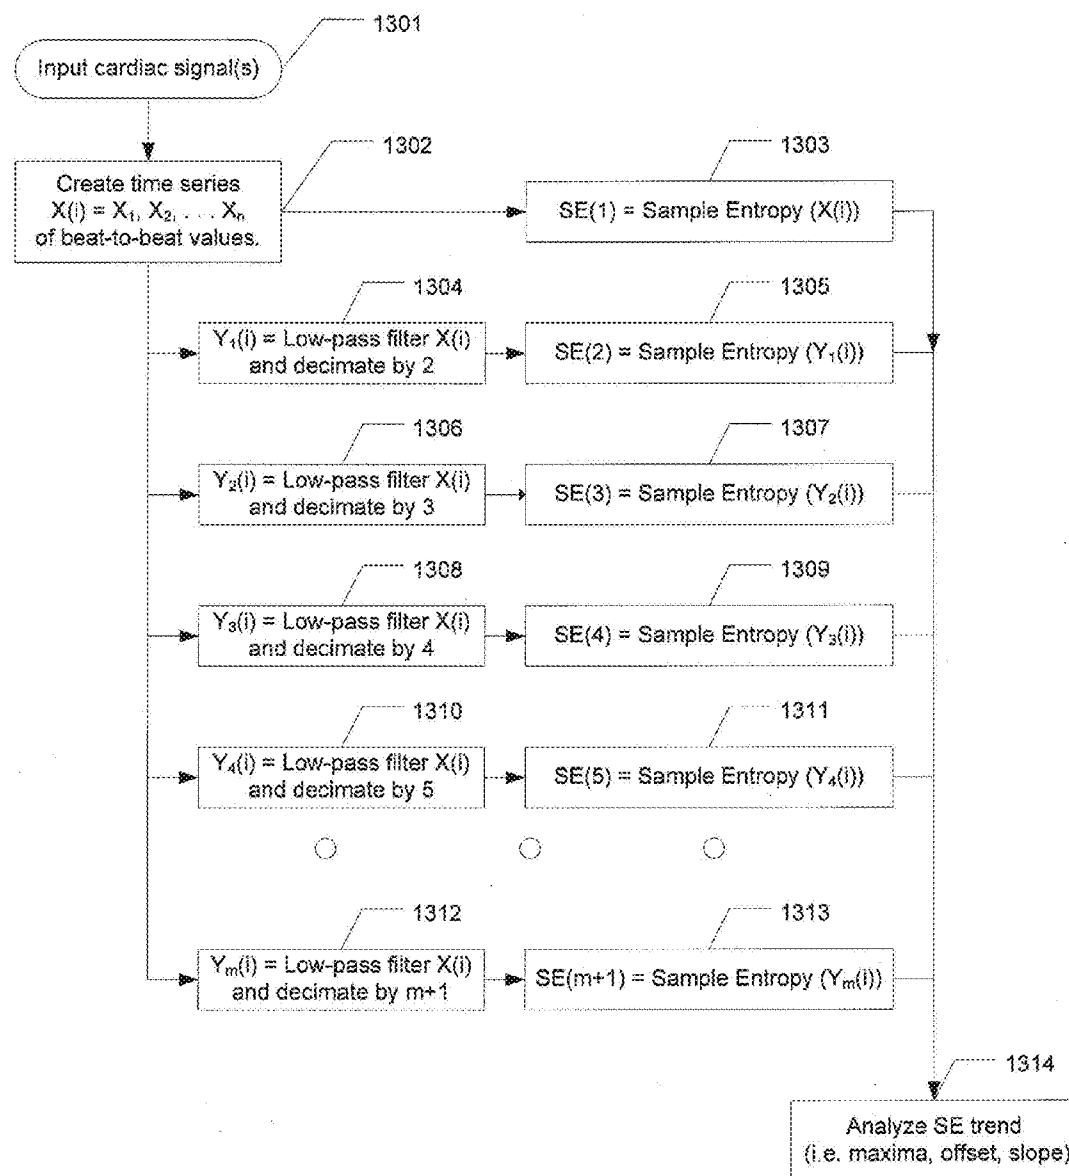 1301
Input cardiac signal(s)
1302
Create time series
X(i) = X₁, X₂, . . . Xₙ
of beat-to-beat values.
1303
SE(1) = Sample Entropy (X(i))
1304
Y₁(i) = Low-pass filter X(i)
and decimate by 2
1305
SE(2) = Sample Entropy (Y₁(i))
1306
Y₂(i) = Low-pass filter X(i)
and decimate by 3
1307
SE(3) = Sample Entropy (Y₂(i))
1308
Y₃(i) = Low-pass filter X(i)
and decimate by 4
1309
SE(4) = Sample Entropy (Y₃(i))
1310
Y₄(i) = Low-pass filter X(i)
and decimate by 5
1311
SE(5) = Sample Entropy (Y₄(i))
1312
Yₘ(i) = Low-pass filter X(i)
and decimate by m+1
1313
SE(m+1) = Sample Entropy (Yₘ(i))
1314
Analyze SE trend
(i.e. maxima, offset, slope)